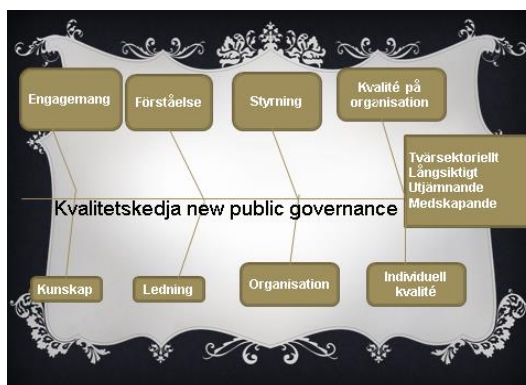 Engagemang
Förståelse
Styrning
Kvalité på
organisation
Tvärsektoriellt
Långsiktigt
Utjämnande
Medskapande
Kvalitetskedja new public governance
Kunskap
Ledning
Organisation
Individuell
kvalité